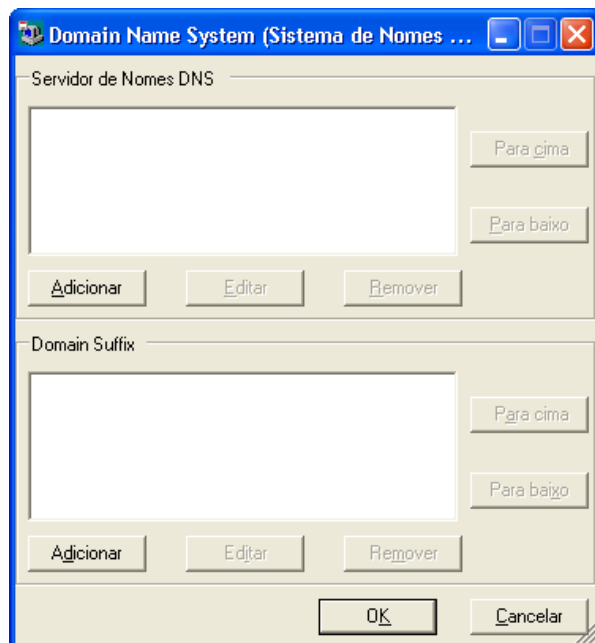 Domain Name System (Sistema de Nomes ...
Servidor de Nomes DNS
Para cima
Para baixo
Adicionar Editar Remover
Domain Suffix
Para cima
Para baixo
Adicionar Editar Remover
OK Cancelar